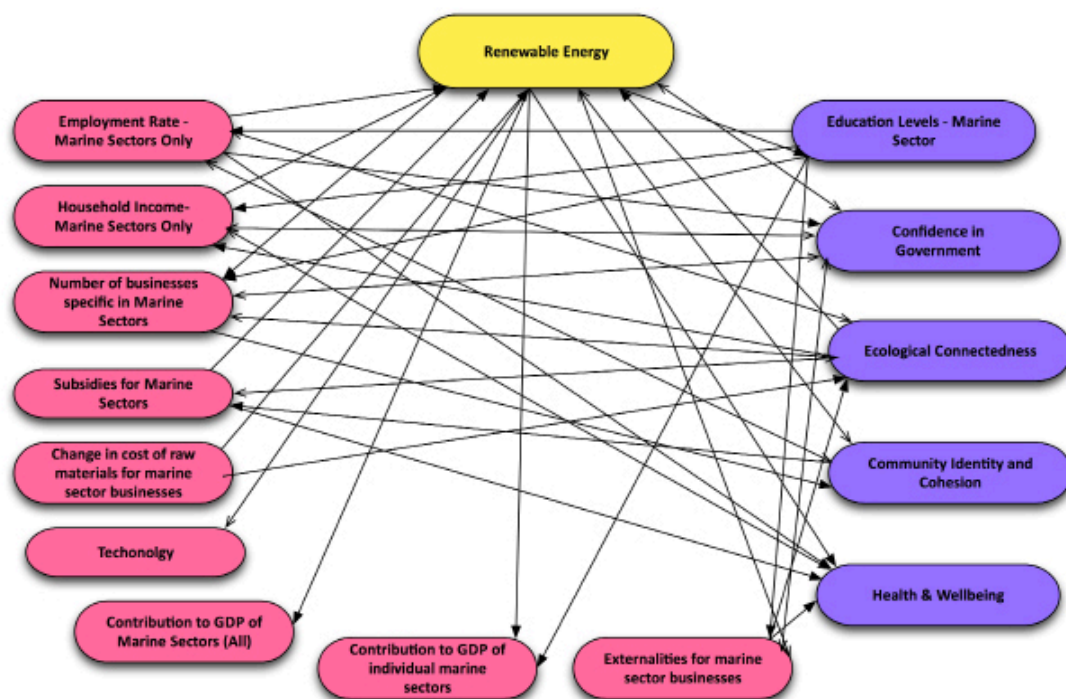 Renewable Energy
Employment Rate -
Marine Sectors Only
Education Levels - Marine
Sector
Household Income-
Marine Sectors Only
Confidence in
Government
Number of businesses
specific in Marine
Sectors
Ecological Connectedness
Subsidies for Marine
Sectors
Change in cost of raw
materials for marine
sector businesses
Community Identity and
Cohesion
Techonolgy
Health & Wellbeing
Contribution to GDP of
Marine Sectors (All)
Contribution to GDP of
individual marine
sectors
Externalities for marine
sector businesses